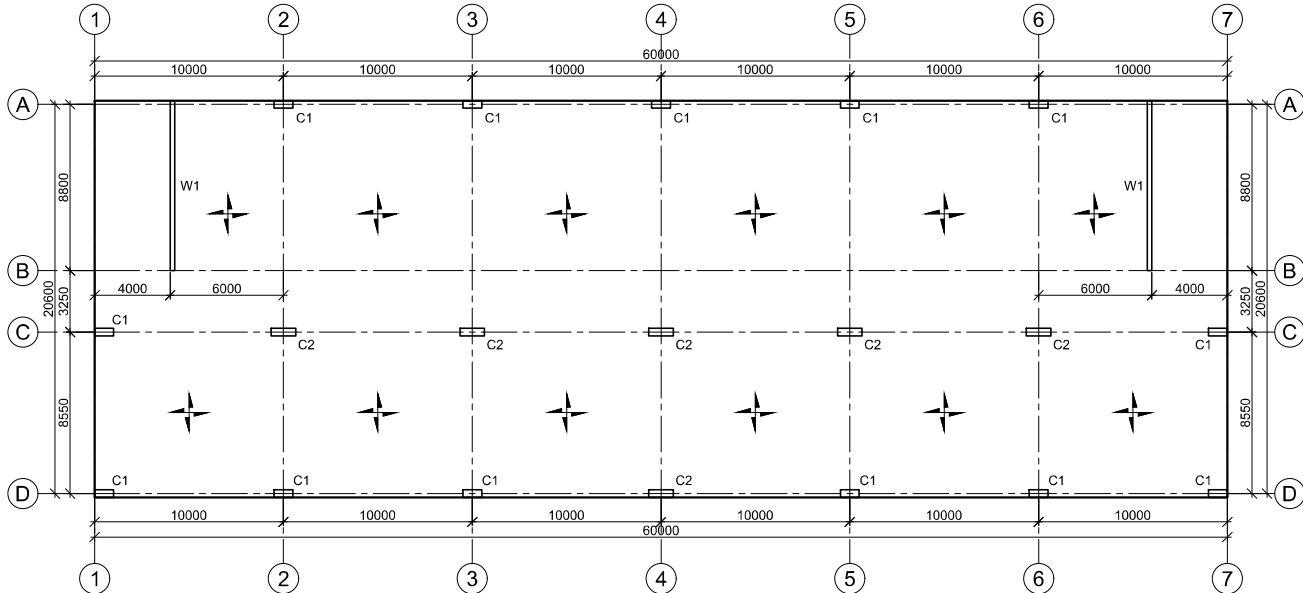 1 2 3 4 5 6 7
60000
10000 10000 10000 10000 10000 10000
A A
C1 C1 C1 C1 C1
W1 W1
8800 8800
B B
4000 6000 6000 4000
20600 3250 3250 20600
C1
C C
C2 C2 C2 C2 C2 C1
8550 8550
C1 C1 C1 C2 C1 C1 C1
D D
10000 10000 10000 10000 10000 10000
60000
1 2 3 4 5 6 7